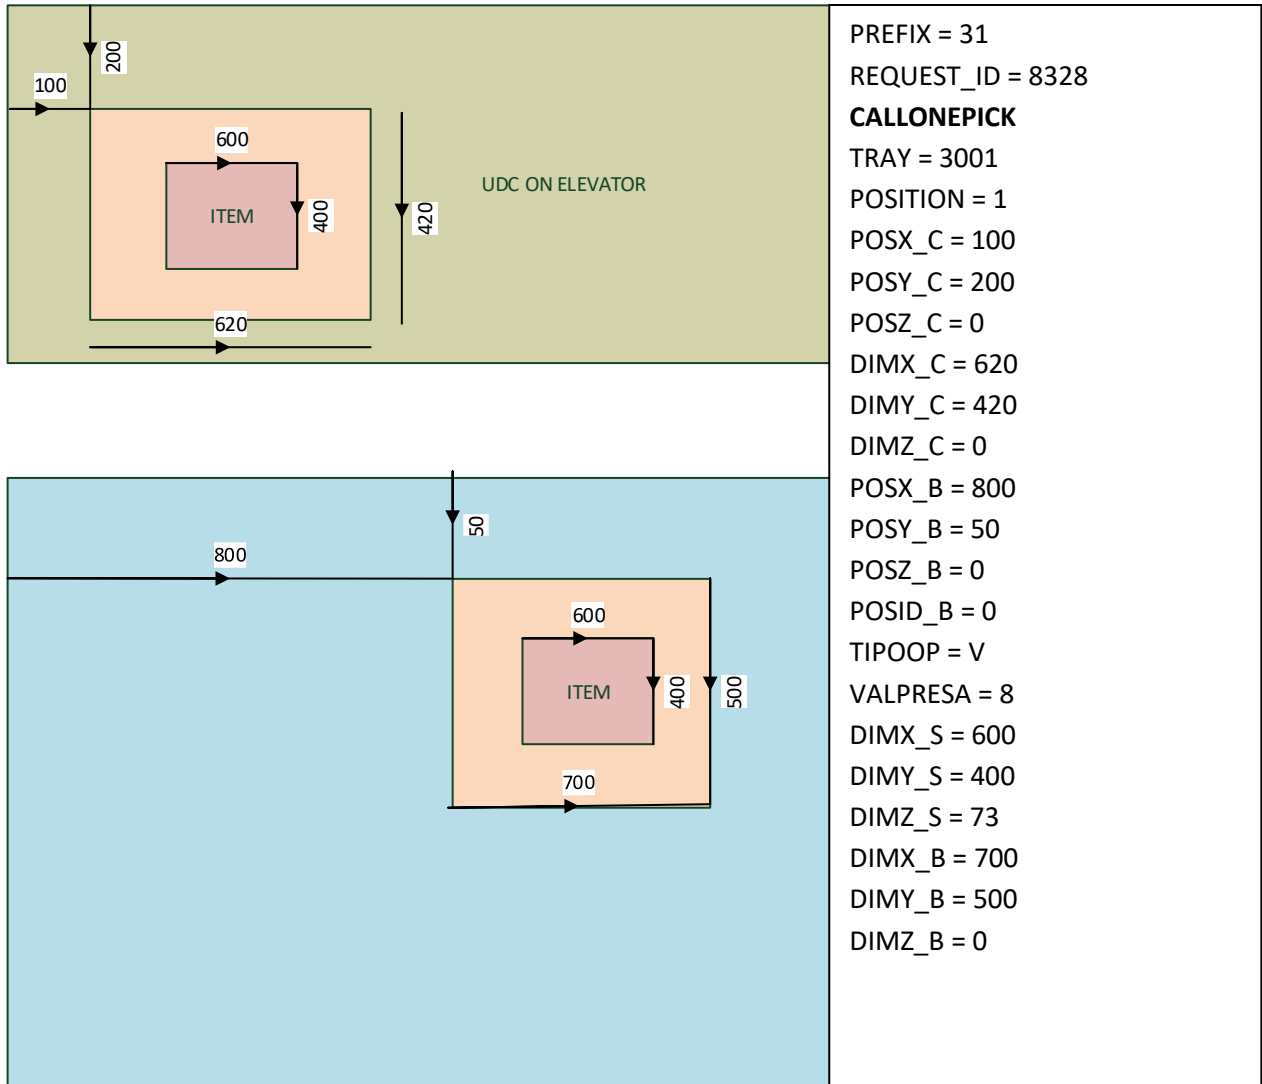 200
100
600
UDC ON ELEVATOR
ITEM
400
420
620
50
800
600
ITEM
400
500
700
PREFIX = 31
REQUEST_ID = 8328
CALLONEPICK
TRAY = 3001
POSITION = 1
POSX_C = 100
POSY_C = 200
POSZ_C = 0
DIMX_C = 620
DIMY_C = 420
DIMZ_C = 0
POSX_B = 800
POSY_B = 50
POSZ_B = 0
POSID_B = 0
TIPOOP = V
VALPRESA = 8
DIMX_S = 600
DIMY_S = 400
DIMZ_S = 73
DIMX_B = 700
DIMY_B = 500
DIMZ_B = 0